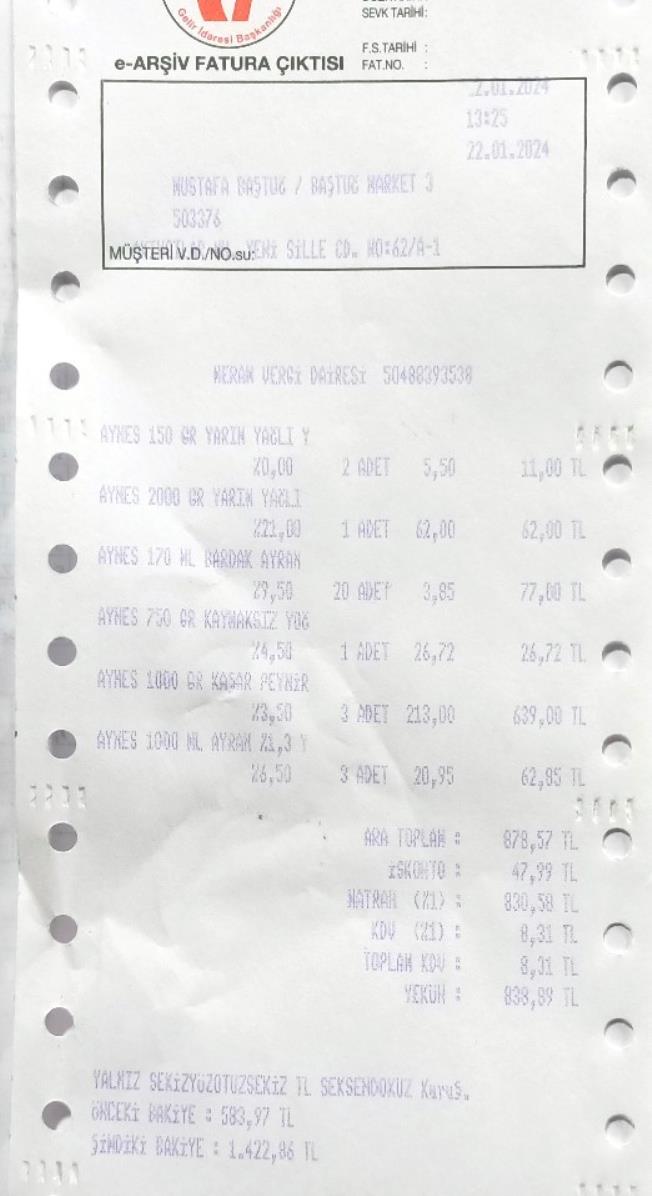 SEVK TARİHİ:
Gelir İdaresi Başkanlığı
e-ARŞİV FATURA ÇIKTISI
F.S.TARİHİ :
FAT.NO. :
2.01.2024
13:25
22.01.2024
MUSTAFA BAŞTUĞ / BAŞTUĞ MARKET 3
503376
MÜŞTERİ V.D./NO.su: YENİ SİLLE CD. NO:62/A-1
MERAM VERGİ DAİRESİ 50488393538
AYNES 150 GR YARIM YAĞLI Y
%0,00 2 ADET 5,50 11,00 TL
AYNES 2000 GR YARIM YAĞLI
%21,00 1 ADET 62,00 62,00 TL
AYNES 170 ML BARDAK AYRAN
%9,50 20 ADET 3,85 77,00 TL
AYNES 750 GR KAYMAKSIZ YOĞ
%4,50 1 ADET 26,72 26,72 TL
AYNES 1000 GR KAŞAR PEYNİR
%3,50 3 ADET 213,00 639,00 TL
AYNES 1000 ML AYRAN %1,3 Y
%6,50 3 ADET 20,95 62,85 TL
ARA TOPLAM : 878,57 TL
İSKONTO : 47,99 TL
MATRAH (%1) : 830,58 TL
KDV (%1) : 8,31 TL
TOPLAM KDV : 8,31 TL
YEKÜN : 838,89 TL
YALNIZ SEKİZYÜZOTUZSEKİZ TL SEKSENDOKUZ Kuruş.
ÖNCEKİ BAKİYE : 583,97 TL
ŞİMDİKİ BAKİYE : 1.422,86 TL